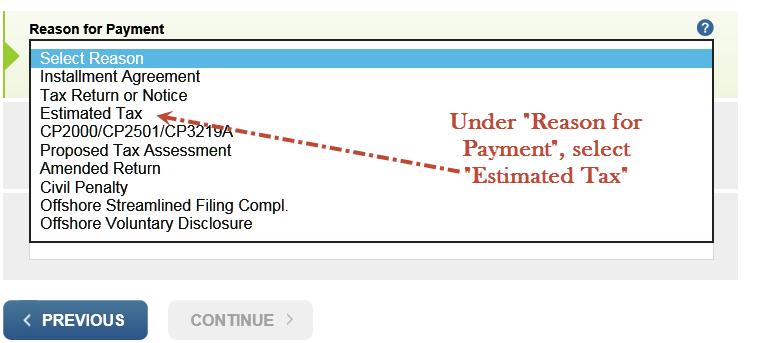 Reason for Payment
?
Select Reason
Installment Agreement
Tax Return or Notice
Estimated Tax
CP2000/CP2501/CP3219A
Proposed Tax Assessment
Amended Return
Civil Penalty
Offshore Streamlined Filing Compl.
Offshore Voluntary Disclosure
Under "Reason for
Payment", select
"Estimated Tax"
< PREVIOUS
CONTINUE >